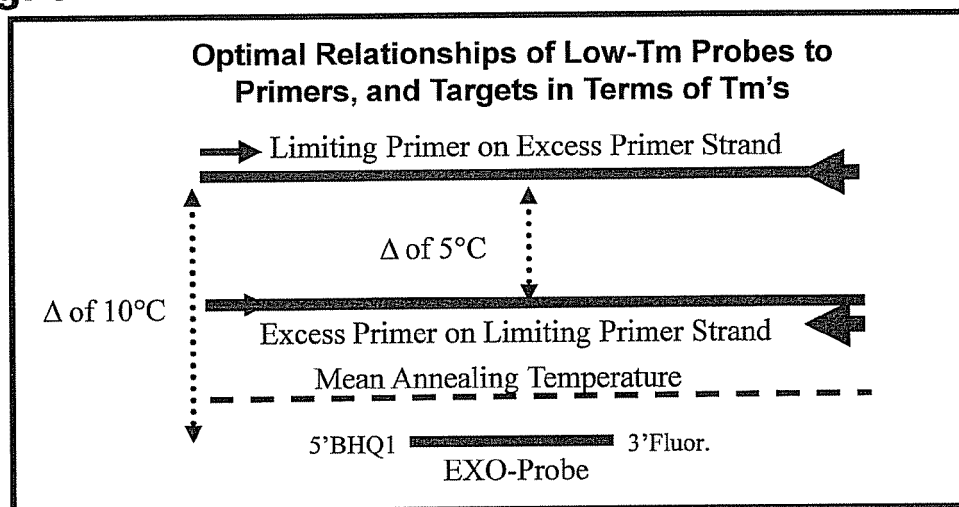 Optimal Relationships of Low-Tm Probes to
Primers, and Targets in Terms of Tm's
Limiting Primer on Excess Primer Strand
Δ of 5°C
Δ of 10°C
Excess Primer on Limiting Primer Strand
Mean Annealing Temperature
5'BHQ1 3'Fluor.
EXO-Probe